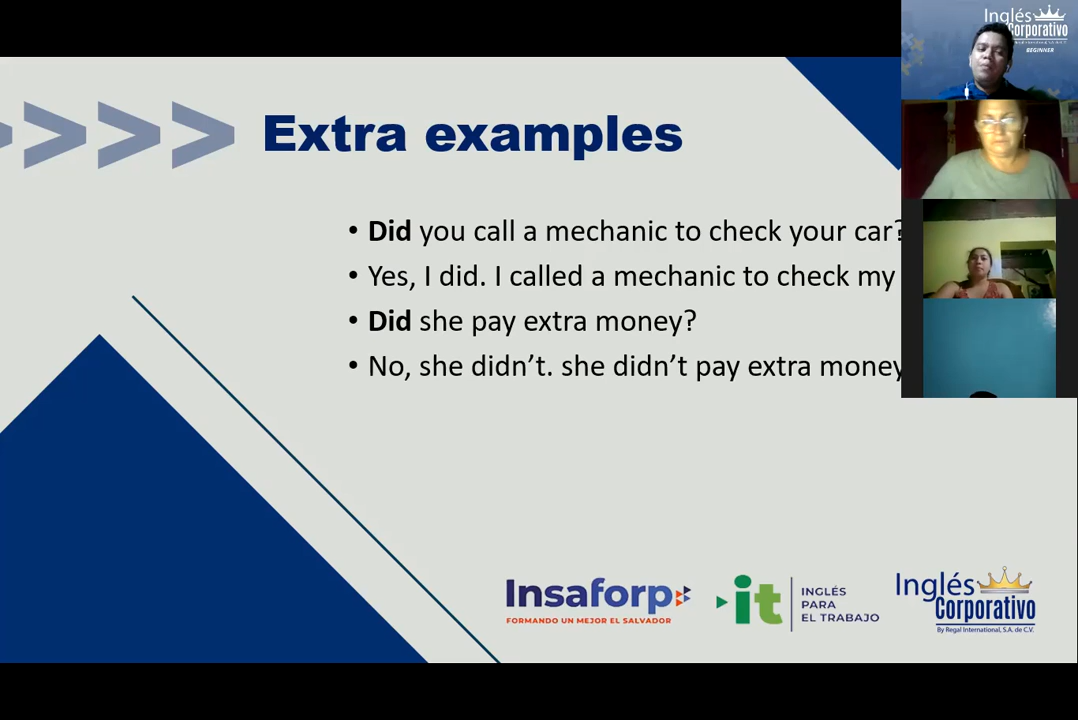 Extra examples
• Did you call a mechanic to check your car?
• Yes, I did. I called a mechanic to check my
• Did she pay extra money?
• No, she didn't. she didn't pay extra money
Inglés
Corporativo
BEGINNER
Insaforp
FORMANDO UN MEJOR EL SALVADOR
it
INGLÉS
PARA
EL TRABAJO
Inglés
Corporativo
By Regal International, S.A. de C.V.